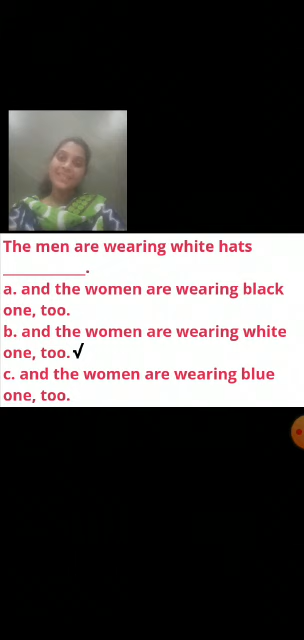 The men are wearing white hats
____________.
a. and the women are wearing black
one, too.
b. and the women are wearing white
one, too.✓
c. and the women are wearing blue
one, too.